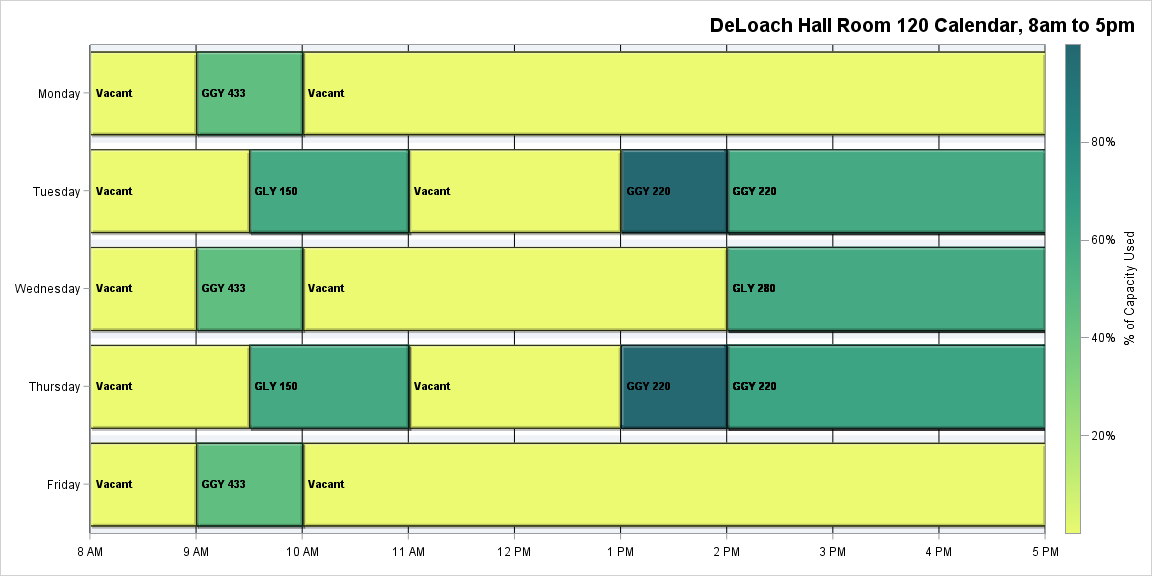 DeLoach Hall Room 120 Calendar, 8am to 5pm
Monday
Vacant
GGY 433
Vacant
Tuesday
Vacant
GLY 150
Vacant
GGY 220
GGY 220
Wednesday
Vacant
GGY 433
Vacant
GLY 280
Thursday
Vacant
GLY 150
Vacant
GGY 220
GGY 220
Friday
Vacant
GGY 433
Vacant
8 AM
9 AM
10 AM
11 AM
12 PM
1 PM
2 PM
3 PM
4 PM
5 PM
80%
60%
40%
20%
% of Capacity Used